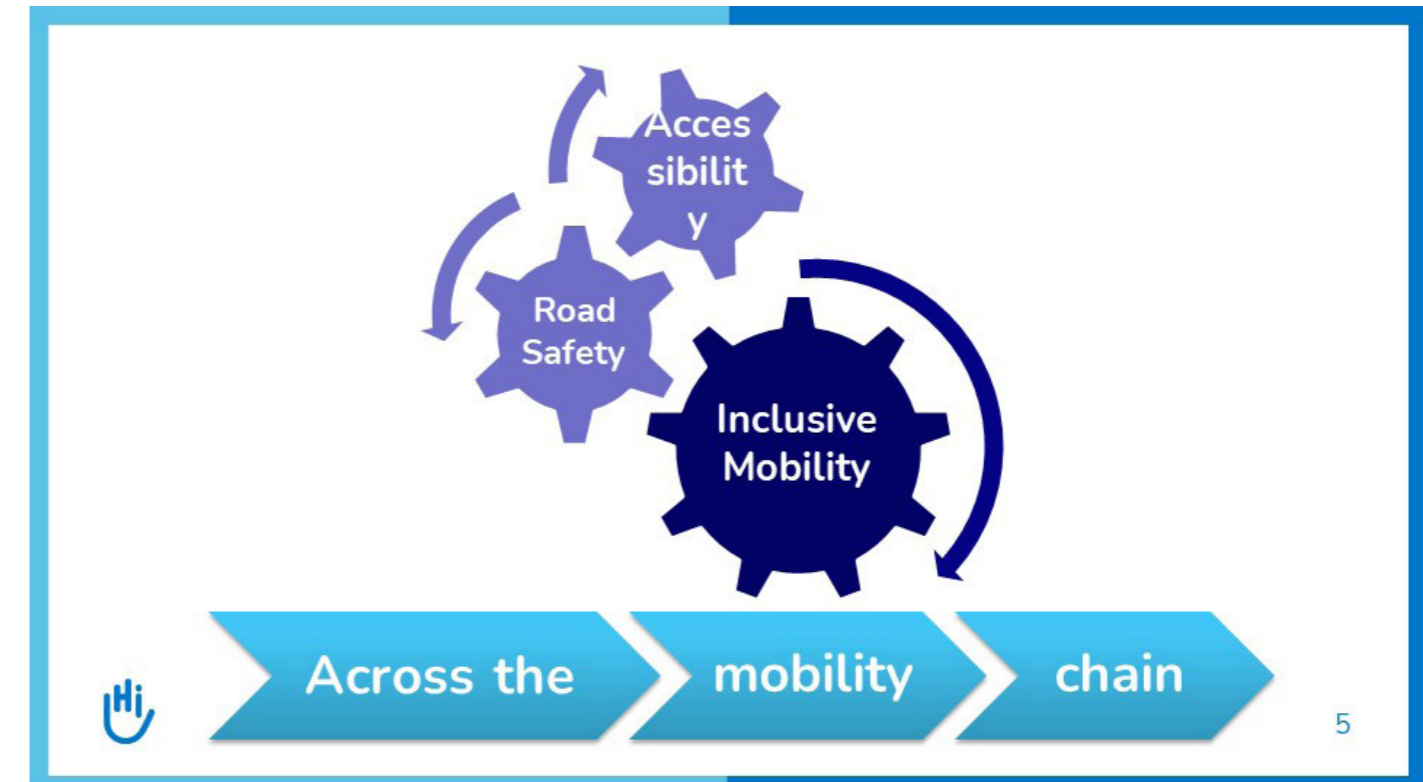 Acces
sibilit
y
Road
Safety
Inclusive
Mobility
Across the
mobility
chain
Hi
5